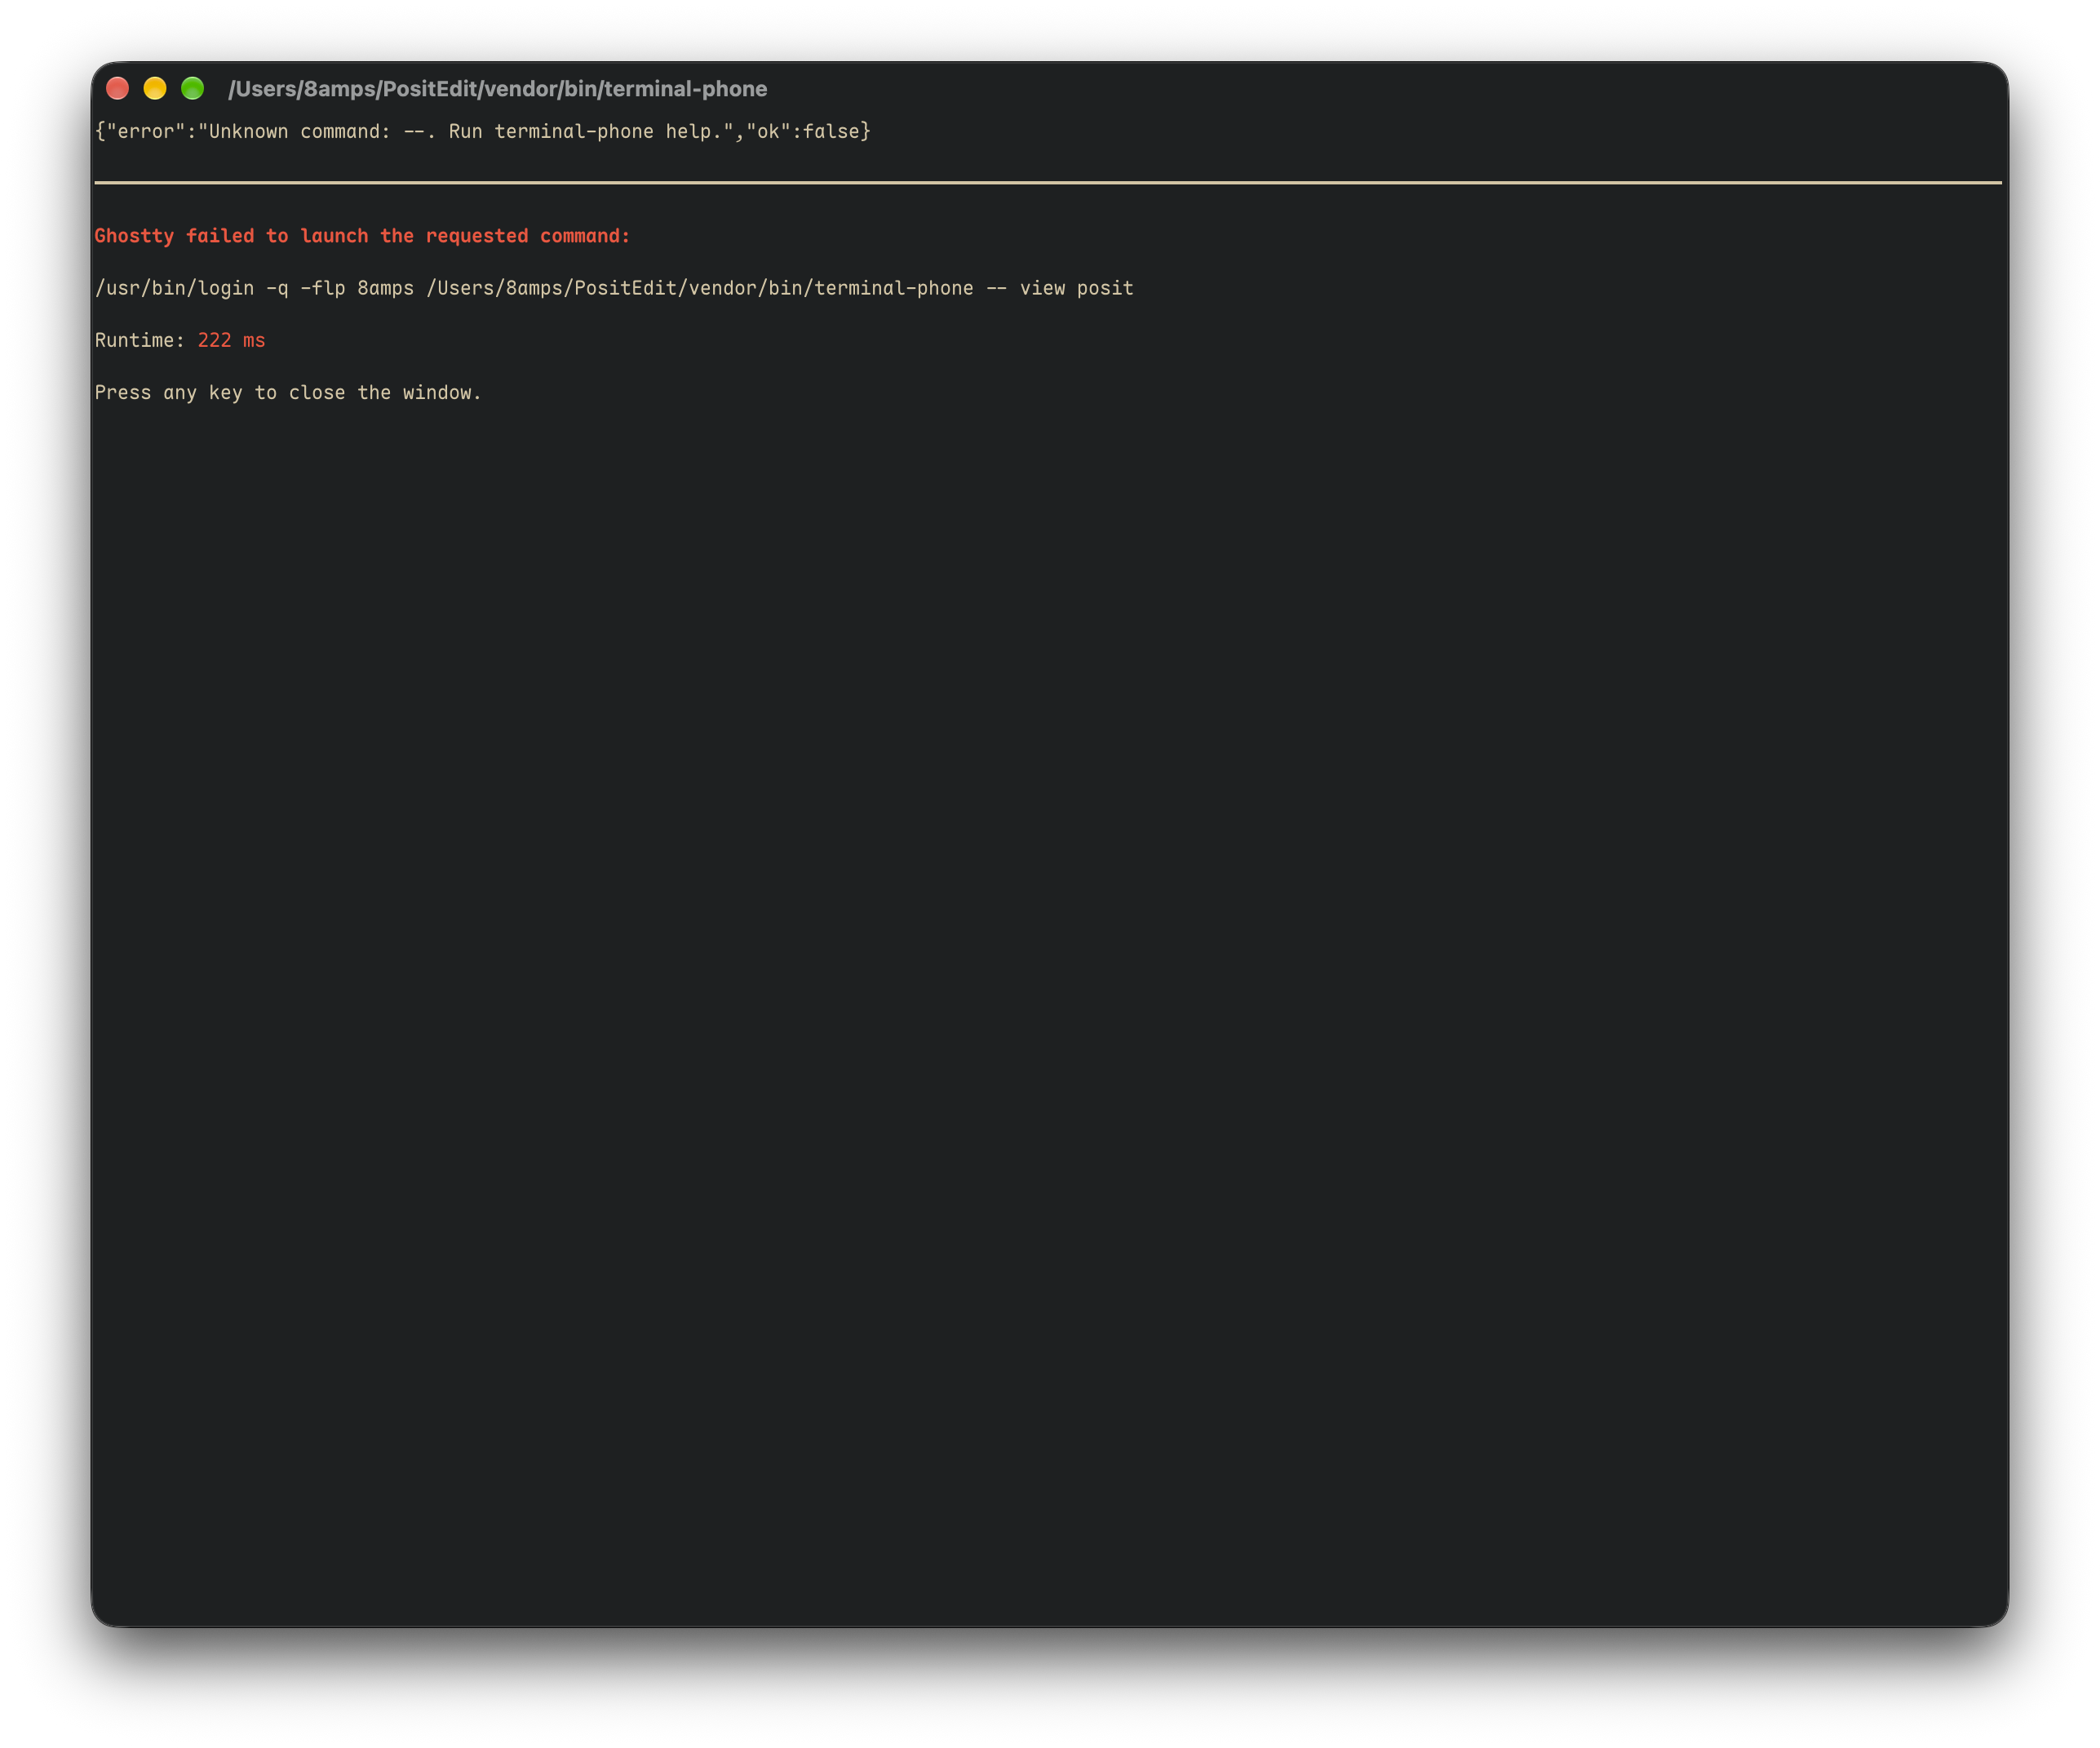 /Users/8amps/PositEdit/vendor/bin/terminal-phone
{"error":"Unknown command: --. Run terminal-phone help.","ok":false}
Ghostty failed to launch the requested command:
/usr/bin/login -q -flp 8amps /Users/8amps/PositEdit/vendor/bin/terminal-phone -- view posit
Runtime: 222 ms
Press any key to close the window.